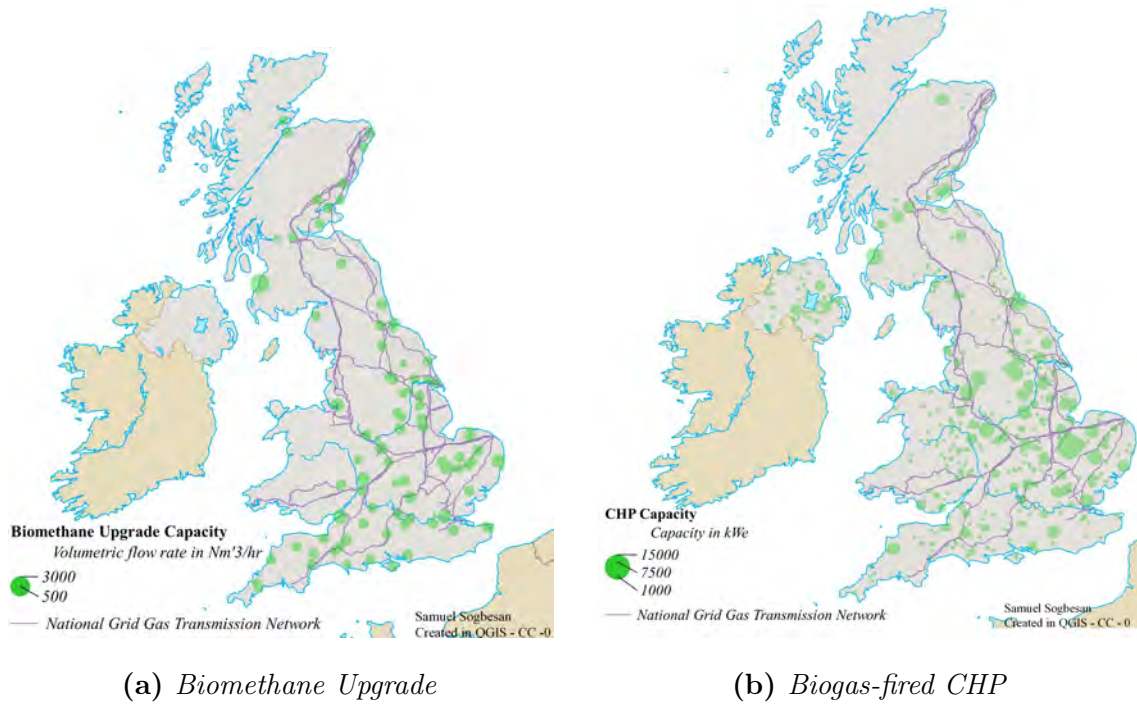 Biomethane Upgrade Capacity
Volumetric flow rate in Nm'3/hr
3000
500
National Grid Gas Transmission Network
Samuel Sogbesan
Created in QGIS - CC -0
(a) Biomethane Upgrade
CHP Capacity
Capacity in kWe
15000
7500
1000
National Grid Gas Transmission Network
Samuel Sogbesan
Created in QGIS - CC - 0
(b) Biogas-fired CHP